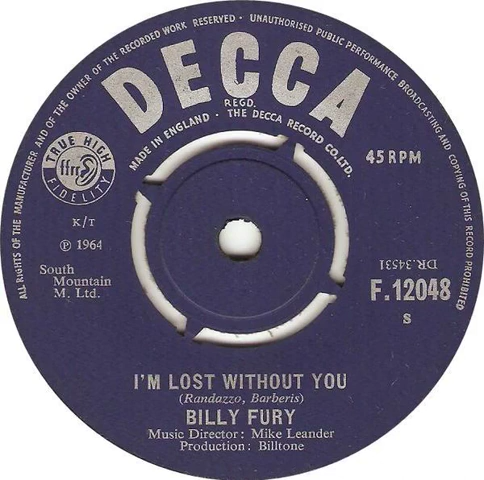 ALL RIGHTS OF THE MANUFACTURER AND OF THE OWNER OF THE RECORDED WORK RESERVED · UNAUTHORISED PUBLIC PERFORMANCE BROADCASTING AND COPYING OF THIS RECORD PROHIBITED
DECCA
REGD.
MADE IN ENGLAND · THE DECCA RECORD CO. LTD.
TRUE HIGH
ffrr
FIDELITY
45 RPM
K/T
℗ 1964
South
Mountain
M. Ltd.
DR.34531
F.12048
S
I'M LOST WITHOUT YOU
(Randazzo, Barberis)
BILLY FURY
Music Director: Mike Leander
Production: Billtone